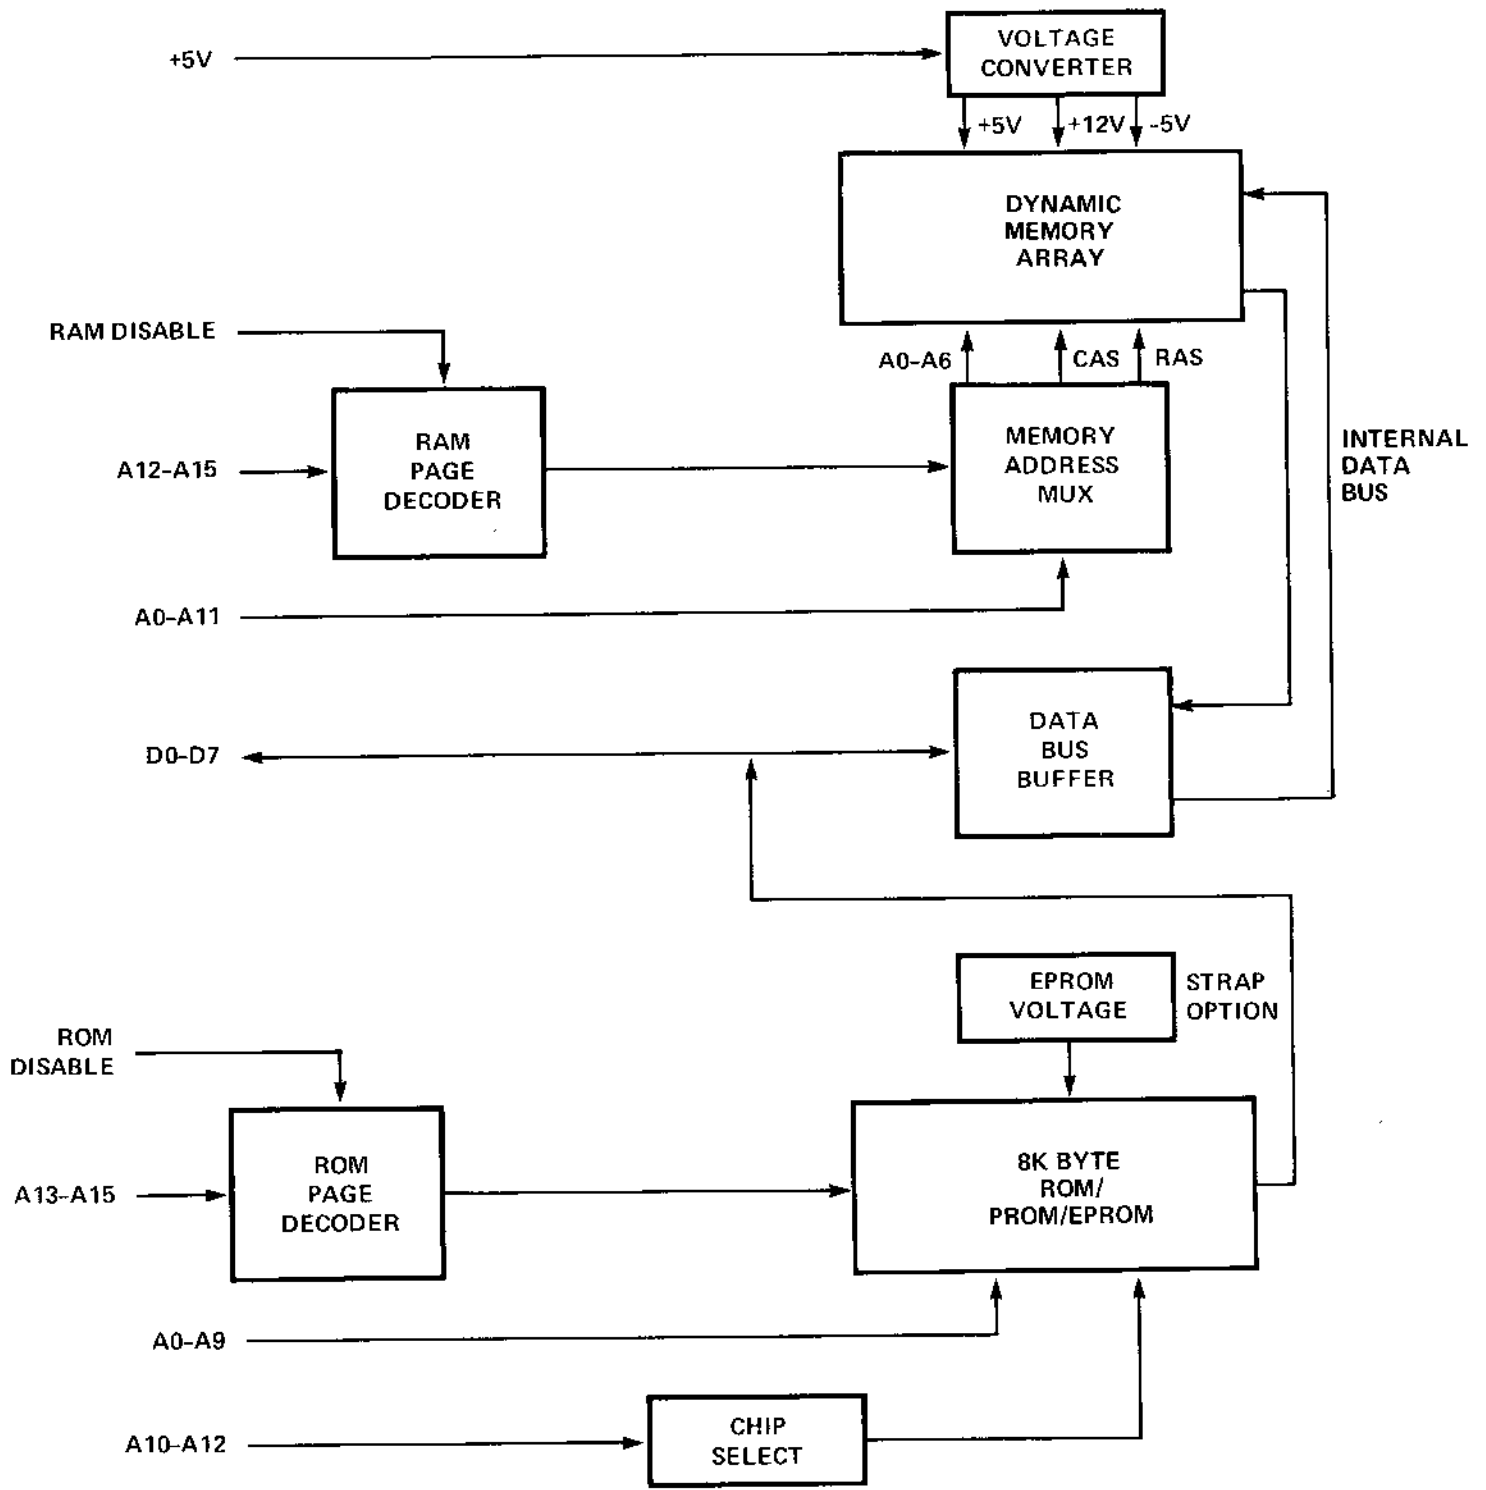 +5V
VOLTAGE
CONVERTER
+5V
+12V
-5V
DYNAMIC
MEMORY
ARRAY
RAM DISABLE
A0-A6
CAS
RAS
RAM
PAGE
DECODER
A12-A15
MEMORY
ADDRESS
MUX
INTERNAL
DATA
BUS
A0-A11
D0-D7
DATA
BUS
BUFFER
EPROM
VOLTAGE
STRAP
OPTION
ROM
DISABLE
ROM
PAGE
DECODER
A13-A15
8K BYTE
ROM/
PROM/EPROM
A0-A9
A10-A12
CHIP
SELECT